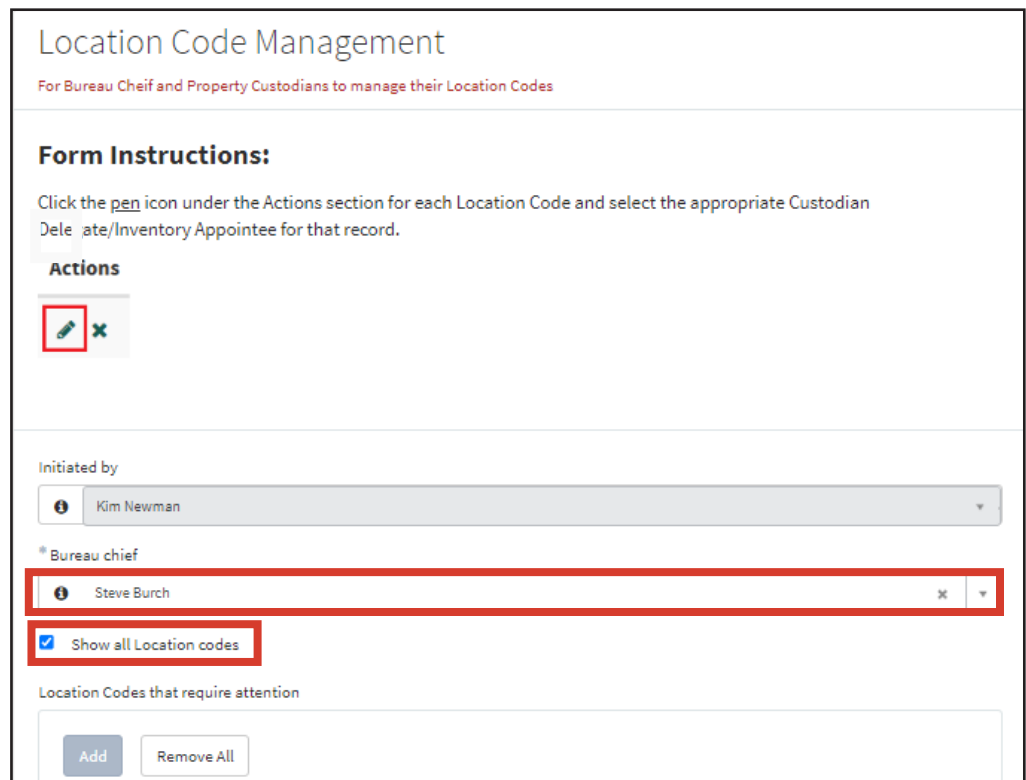 Location Code Management
For Bureau Cheif and Property Custodians to manage their Location Codes
Form Instructions:
Click the pen icon under the Actions section for each Location Code and select the appropriate Custodian
Dele ate/Inventory Appointee for that record.
Actions
Initiated by
Kim Newman
* Bureau chief
Steve Burch
Show all Location codes
Location Codes that require attention
Add Remove All